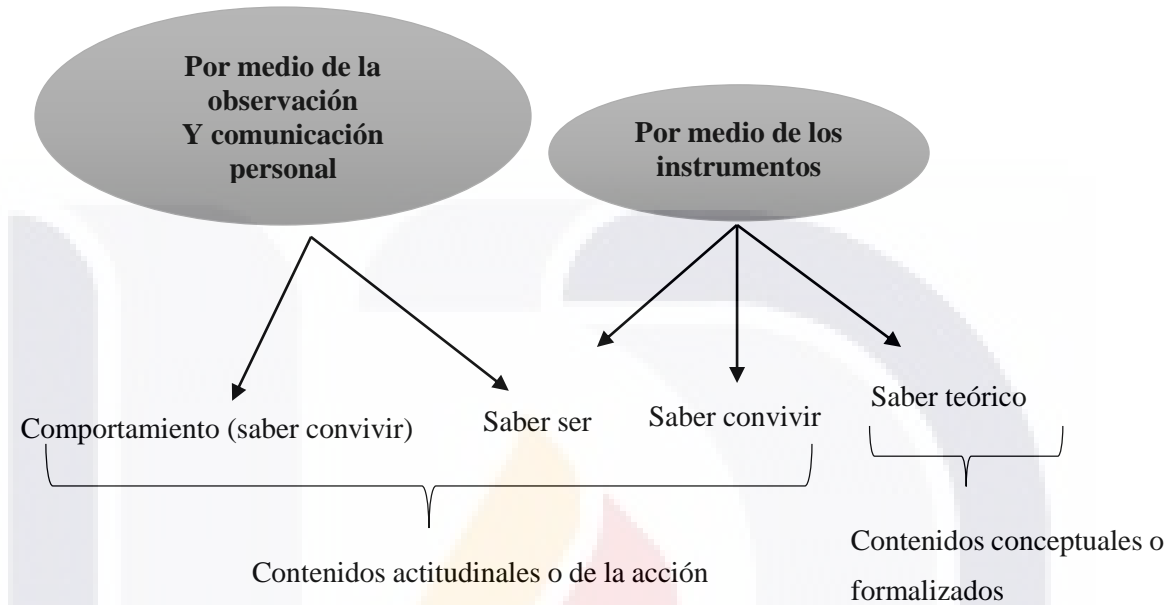 Por medio de la
observación
Y comunicación
personal
Por medio de los
instrumentos
Comportamiento (saber convivir)
Saber ser
Saber convivir
Saber teórico
Contenidos actitudinales o de la acción
Contenidos conceptuales o
formalizados